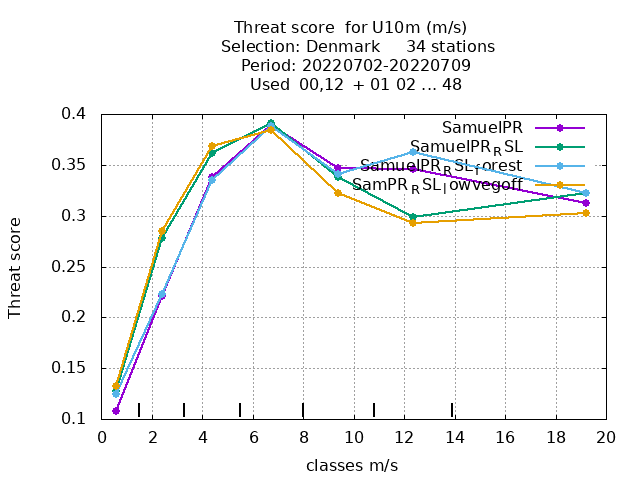 Threat score  for U10m (m/s)
Selection: Denmark     34 stations
Period: 20220702-20220709
Used  00,12  + 01 02 ... 48
SamuelPR
SamuelPR_RSL
SamuelPR_RSL_forest
SamPR_RSL_lowvegoff
Threat score
0.4
0.35
0.3
0.25
0.2
0.15
0.1
0 2 4 6 8 10 12 14 16 18 20
classes m/s